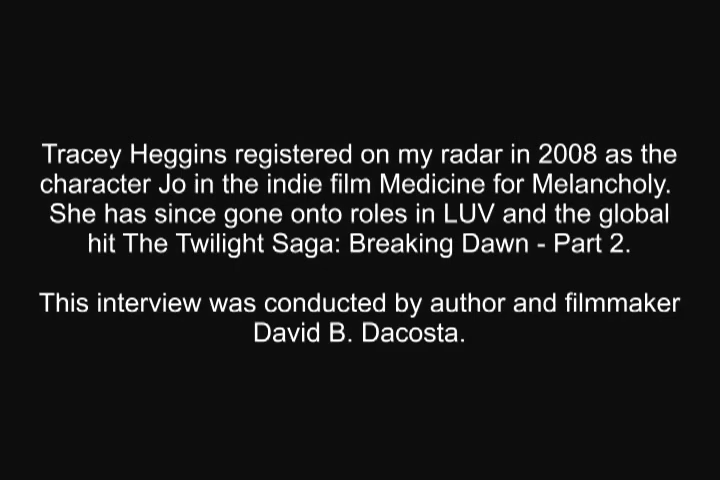 Tracey Heggins registered on my radar in 2008 as the
character Jo in the indie film Medicine for Melancholy.
She has since gone onto roles in LUV and the global
hit The Twilight Saga: Breaking Dawn - Part 2.
This interview was conducted by author and filmmaker
David B. Dacosta.